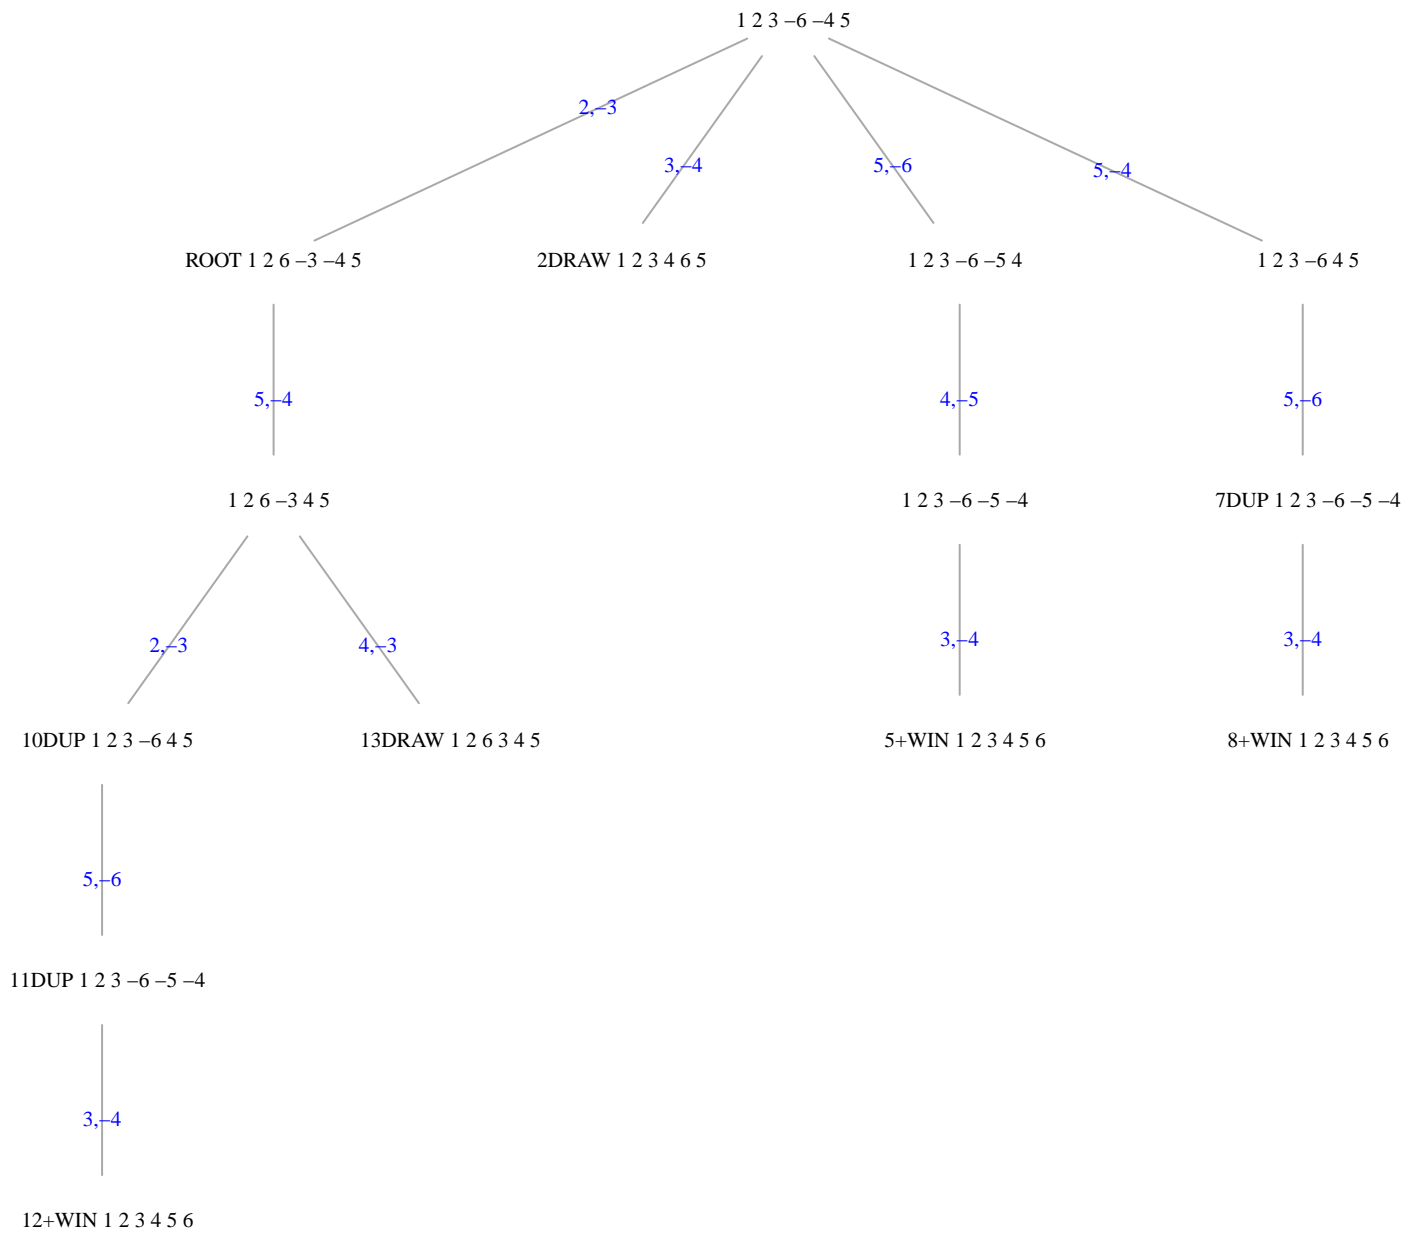 1 2 3 –6 –4 5
2,–3
3,–4
5,–6
5,–4
ROOT 1 2 6 –3 –4 5
2DRAW 1 2 3 4 6 5
1 2 3 –6 –5 4
1 2 3 –6 4 5
5,–4
4,–5
5,–6
1 2 6 –3 4 5
1 2 3 –6 –5 –4
7DUP 1 2 3 –6 –5 –4
2,–3
4,–3
3,–4
3,–4
10DUP 1 2 3 –6 4 5
13DRAW 1 2 6 3 4 5
5+WIN 1 2 3 4 5 6
8+WIN 1 2 3 4 5 6
5,–6
11DUP 1 2 3 –6 –5 –4
3,–4
12+WIN 1 2 3 4 5 6